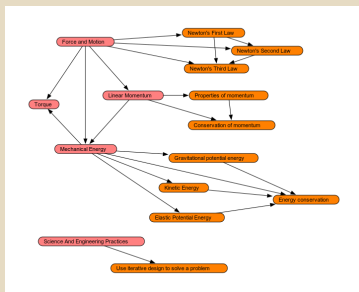 Newton's First Law
Force and Motion
Newton's Second Law
Newton's Third Law
Linear Momentum
Properties of momentum
Torque
Conservation of momentum
Mechanical Energy
Gravitational potential energy
Kinetic Energy
Energy conservation
Elastic Potential Energy
Science And Engineering Practices
Use iterative design to solve a problem